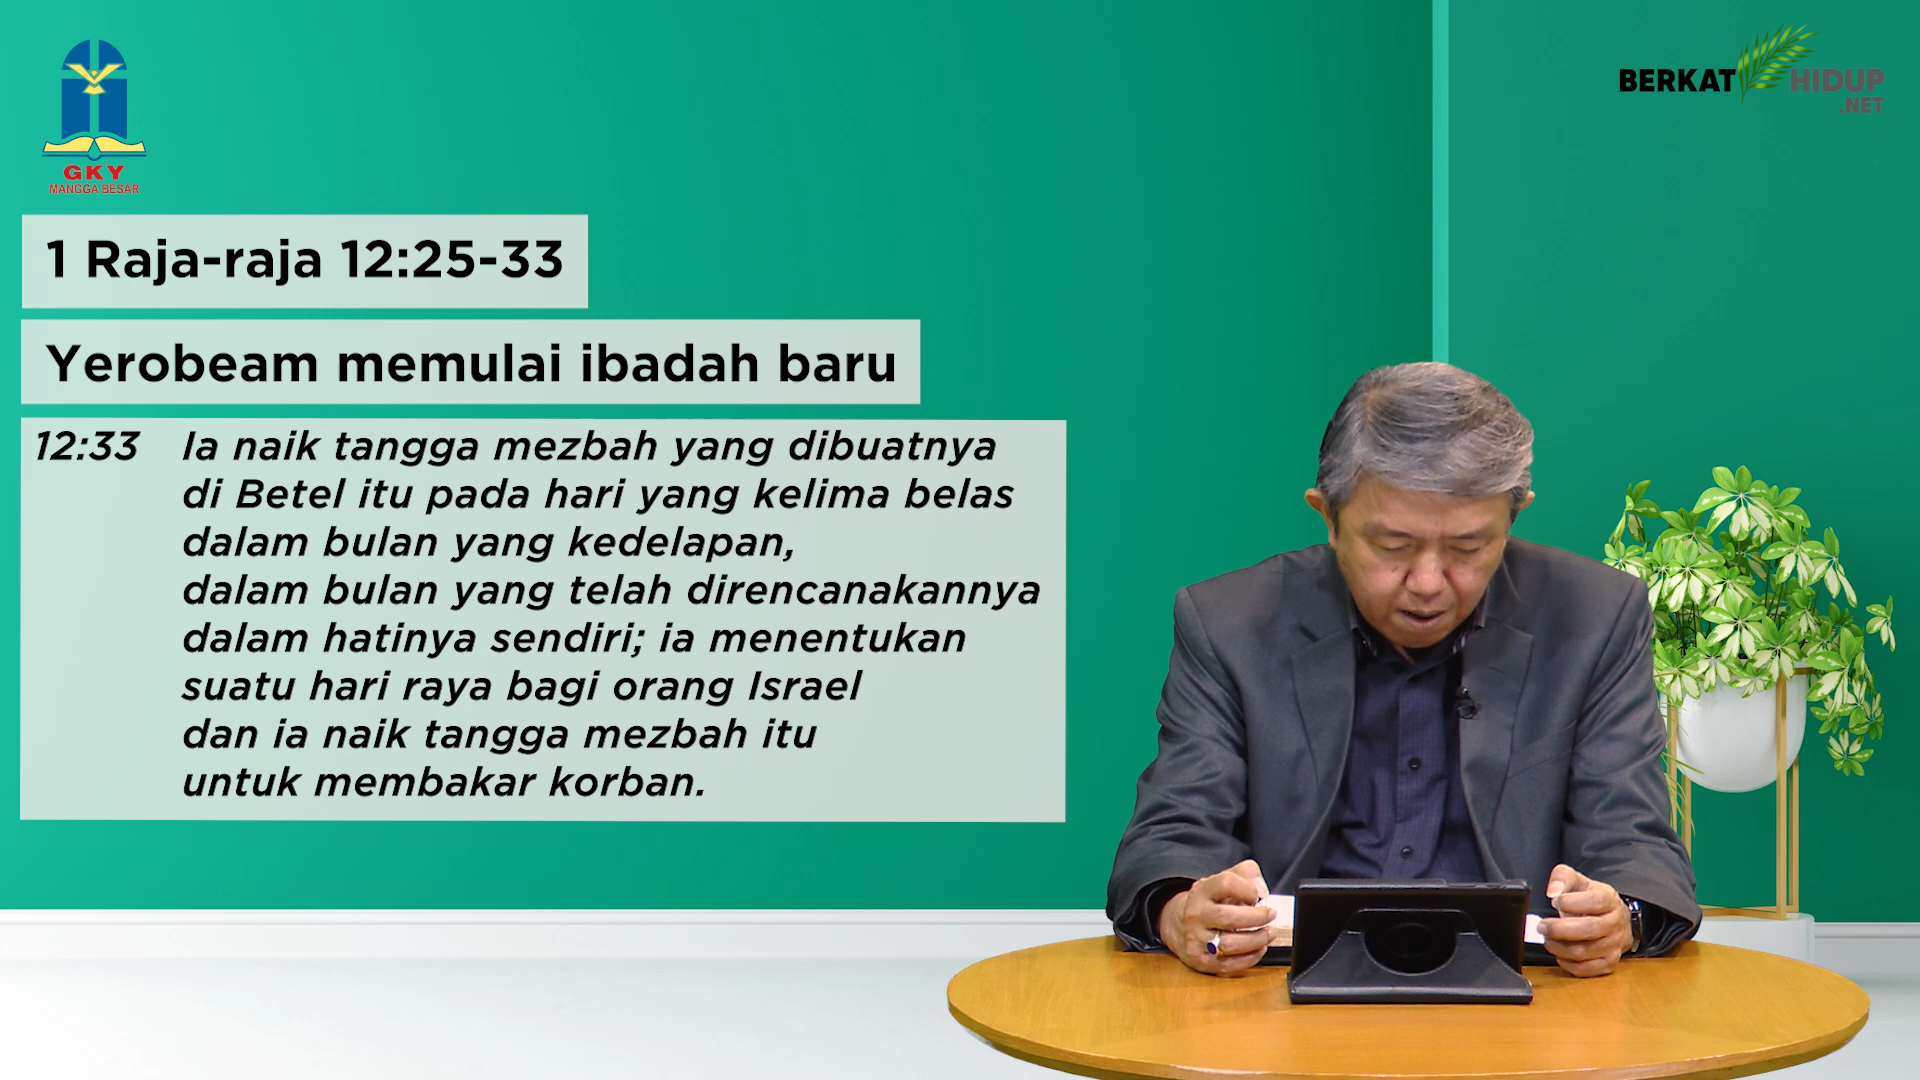 GKY
MANGGA BESAR
BERKAT HIDUP
.NET
1 Raja-raja 12:25-33
Yerobeam memulai ibadah baru
12:33 Ia naik tangga mezbah yang dibuatnya
di Betel itu pada hari yang kelima belas
dalam bulan yang kedelapan,
dalam bulan yang telah direncanakannya
dalam hatinya sendiri; ia menentukan
suatu hari raya bagi orang Israel
dan ia naik tangga mezbah itu
untuk membakar korban.